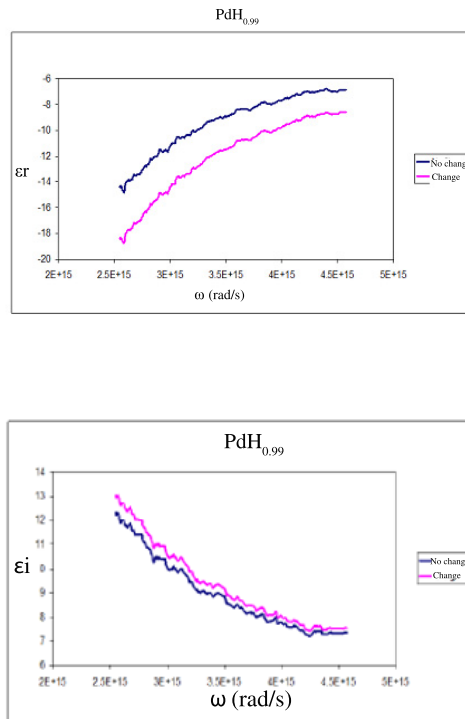 PdH0.99
-6
-8
-10
-12
-14
-16
-18
-20
εr
2E+15 2.5E+15 3E+15 3.5E+15 4E+15 4.5E+15 5E+15
ω (rad/s)
No change
Change
PdH0.99
14
13
12
11
10
9
8
7
6
εi
2E+15 2.5E+15 3E+15 3.5E+15 4E+15 4.5E+15 5E+15
ω (rad/s)
No change
Change